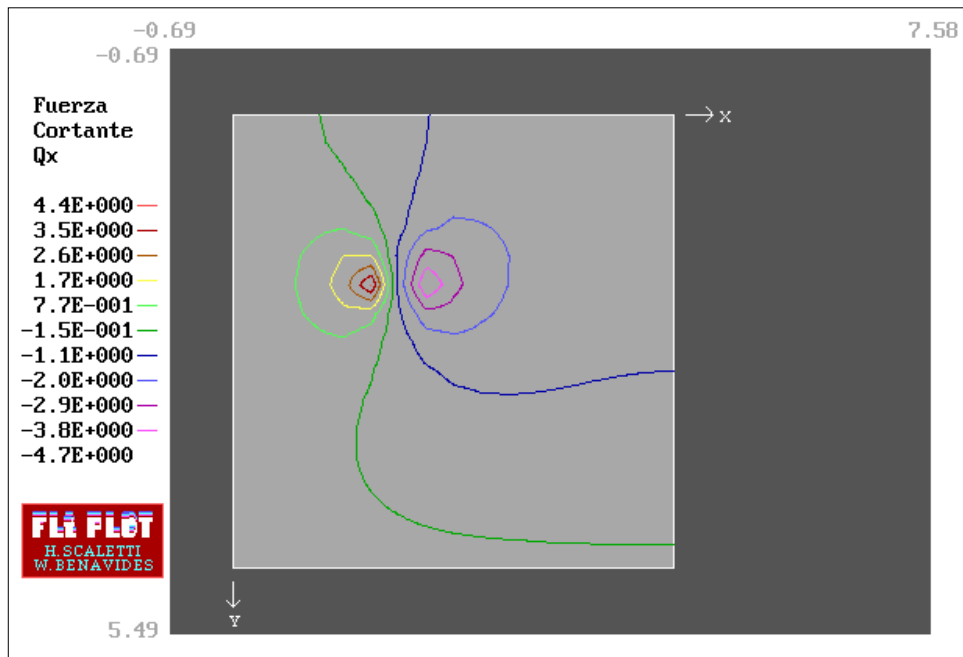 -0.69 7.58
-0.69
Fuerza
Cortante
Qx
4.4E+000
3.5E+000
2.6E+000
1.7E+000
7.7E-001
-1.5E-001
-1.1E+000
-2.0E+000
-2.9E+000
-3.8E+000
-4.7E+000
X
FLE PLOT
H.SCALETTI
W.BENAVIDES
Y
5.49